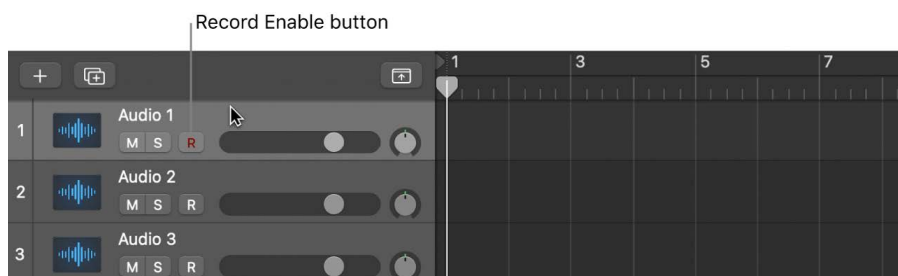 Record Enable button
1 3 5 7
1 Audio 1
M S R
2 Audio 2
M S R
3 Audio 3
M S R